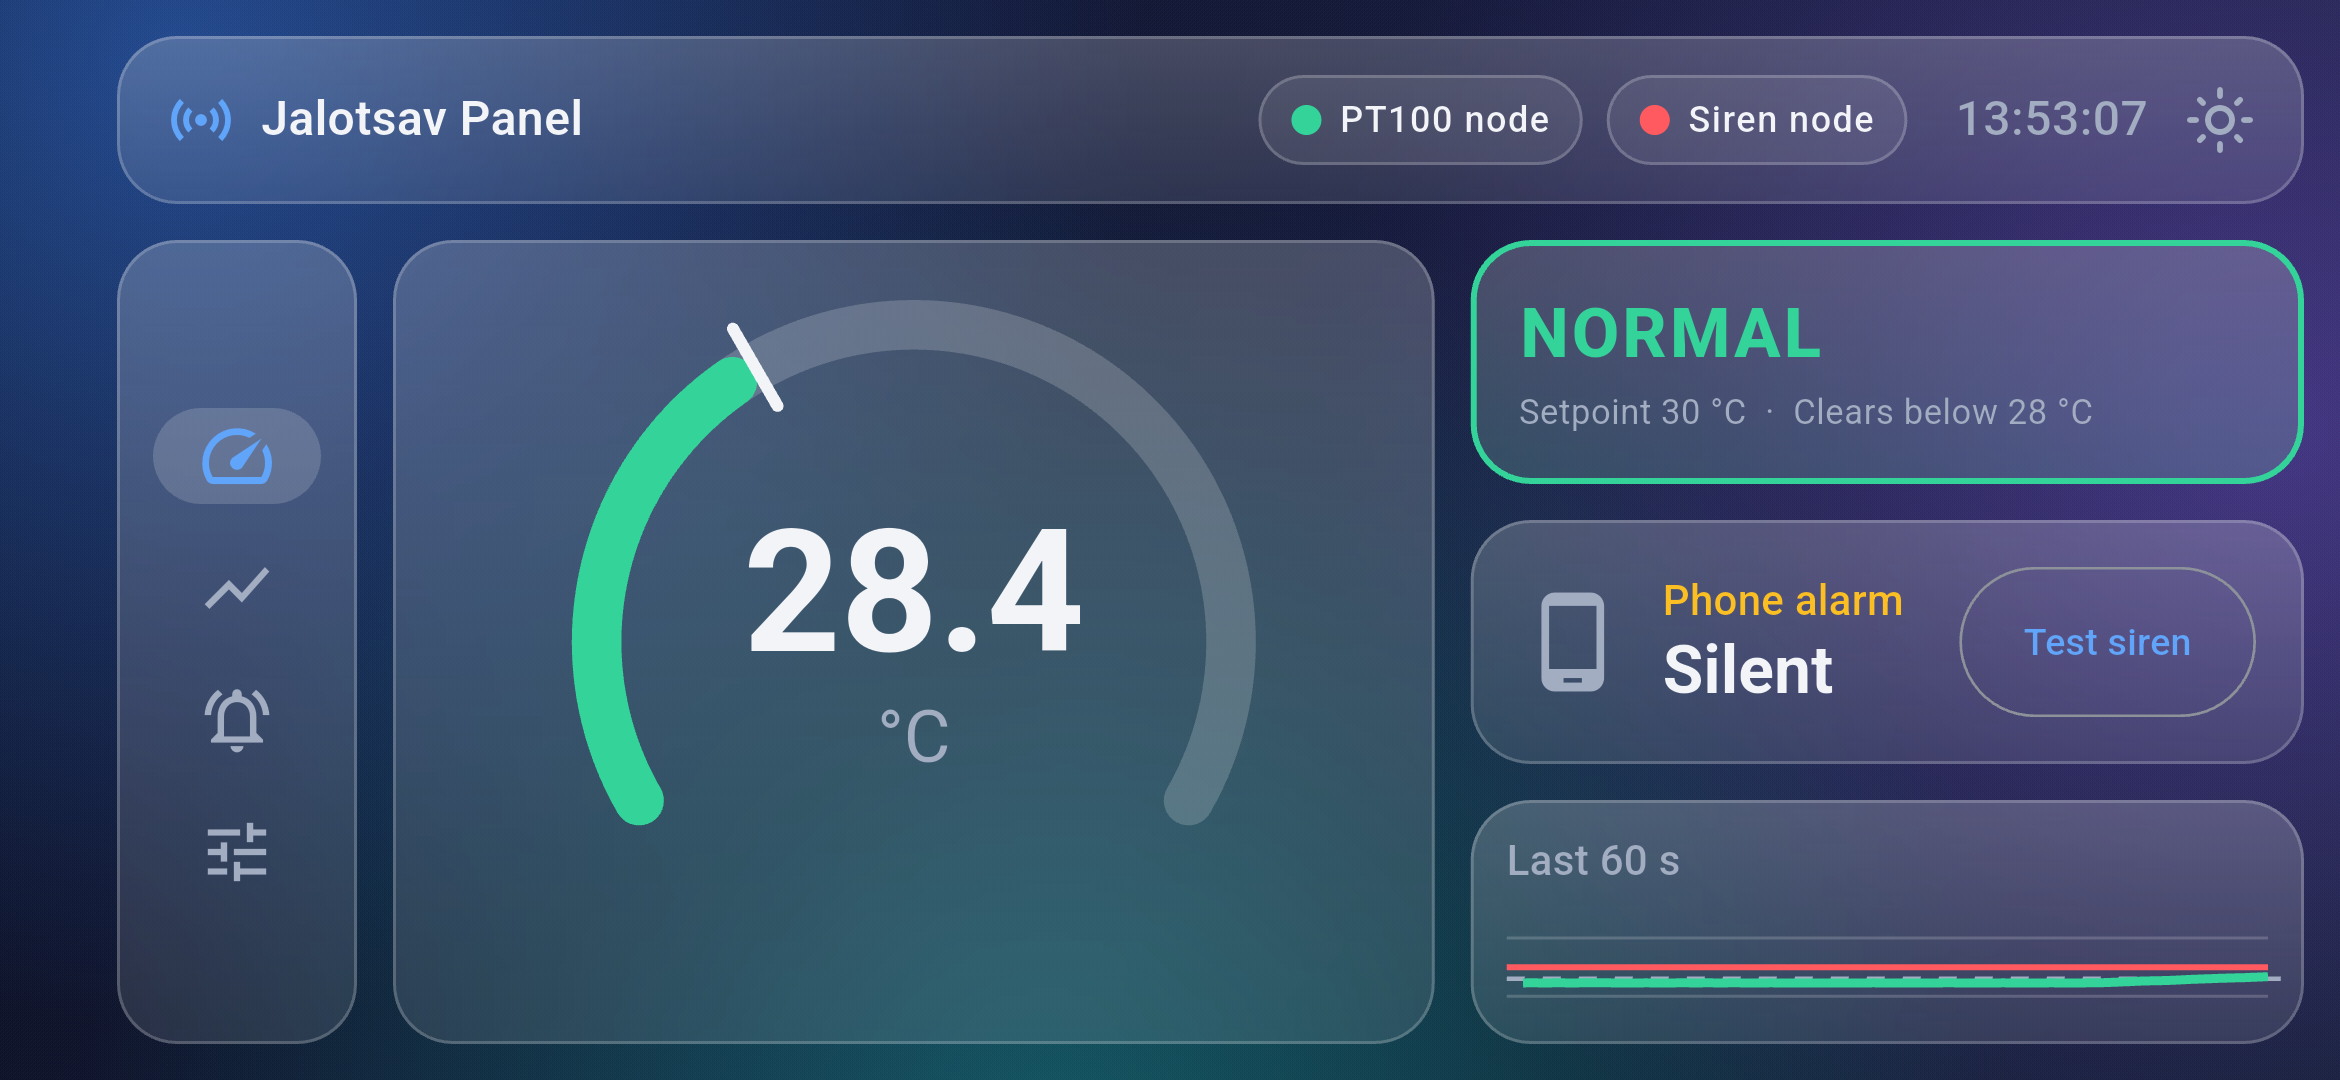 Jalotsav Panel
PT100 node
Siren node
13:53:07
28.4
°C
NORMAL
Setpoint 30 °C · Clears below 28 °C
Phone alarm
Silent
Test siren
Last 60 s